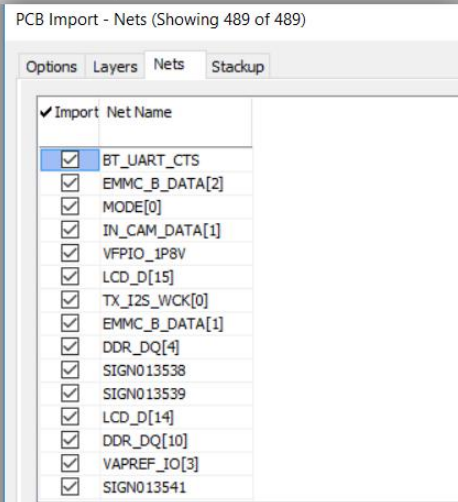 PCB Import - Nets (Showing 489 of 489)
Options Layers Nets Stackup
Import Net Name
BT_UART_CTS
EMMC_B_DATA[2]
MODE[0]
IN_CAM_DATA[1]
VFPIO_1P8V
LCD_D[15]
TX_I2S_WCK[0]
EMMC_B_DATA[1]
DDR_DQ[4]
SIGN013538
SIGN013539
LCD_D[14]
DDR_DQ[10]
VAPREF_IO[3]
SIGN013541